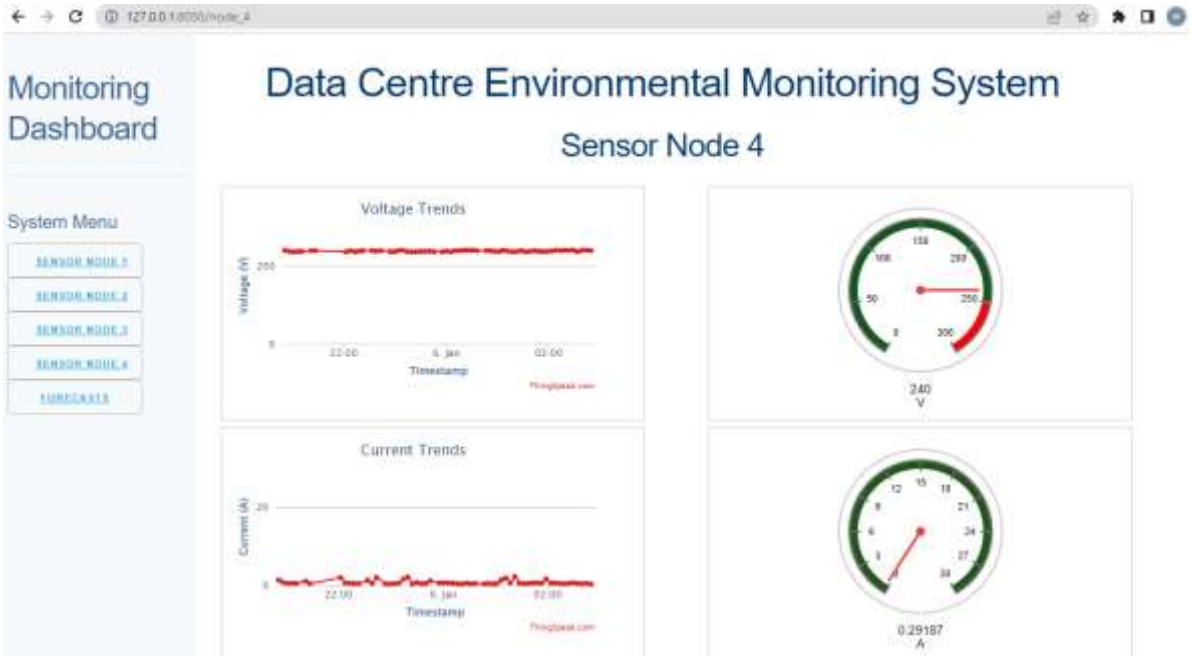 127.0.0.1:8050/node_4
Monitoring
Dashboard
Data Centre Environmental Monitoring System
Sensor Node 4
System Menu
SENSOR NODE 1
SENSOR NODE 2
SENSOR NODE 3
SENSOR NODE 4
FORECASTS
Voltage Trends
Voltage (V)
200
0
22:00
6. Jan
02:00
Timestamp
ThingSpeak.com
0
50
100
150
200
250
300
240
V
Current Trends
Current (A)
20
0
22:00
6. Jan
02:00
Timestamp
ThingSpeak.com
3
6
9
12
15
18
21
24
27
30
0.29187
A